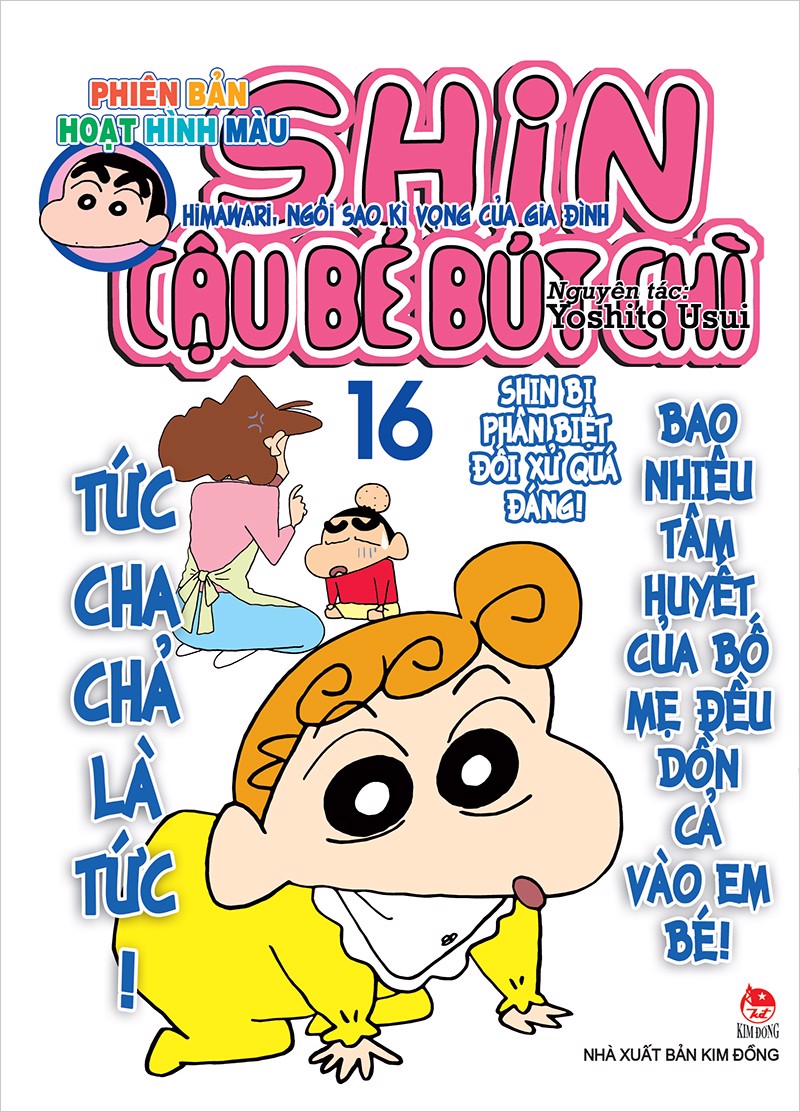 PHIÊN BẢN
HOẠT HÌNH MÀU
SHiN
HIMAWARI, NGÔI SAO KÌ VỌNG CỦA GIA ĐÌNH
CẬU BÉ BÚT CHÌ
Nguyên tác:
Yoshito Usui
16
SHIN BỊ
PHÂN BIỆT
ĐỐI XỬ QUÁ
ĐÁNG!
TỨC
CHA
CHẢ
LÀ
TỨC
!
BAO
NHIÊU
TÂM
HUYẾT
CỦA BỐ
MẸ ĐỀU
DỒN
CẢ
VÀO EM
BÉ!
kđ
KIM ĐỒNG
NHÀ XUẤT BẢN KIM ĐỒNG